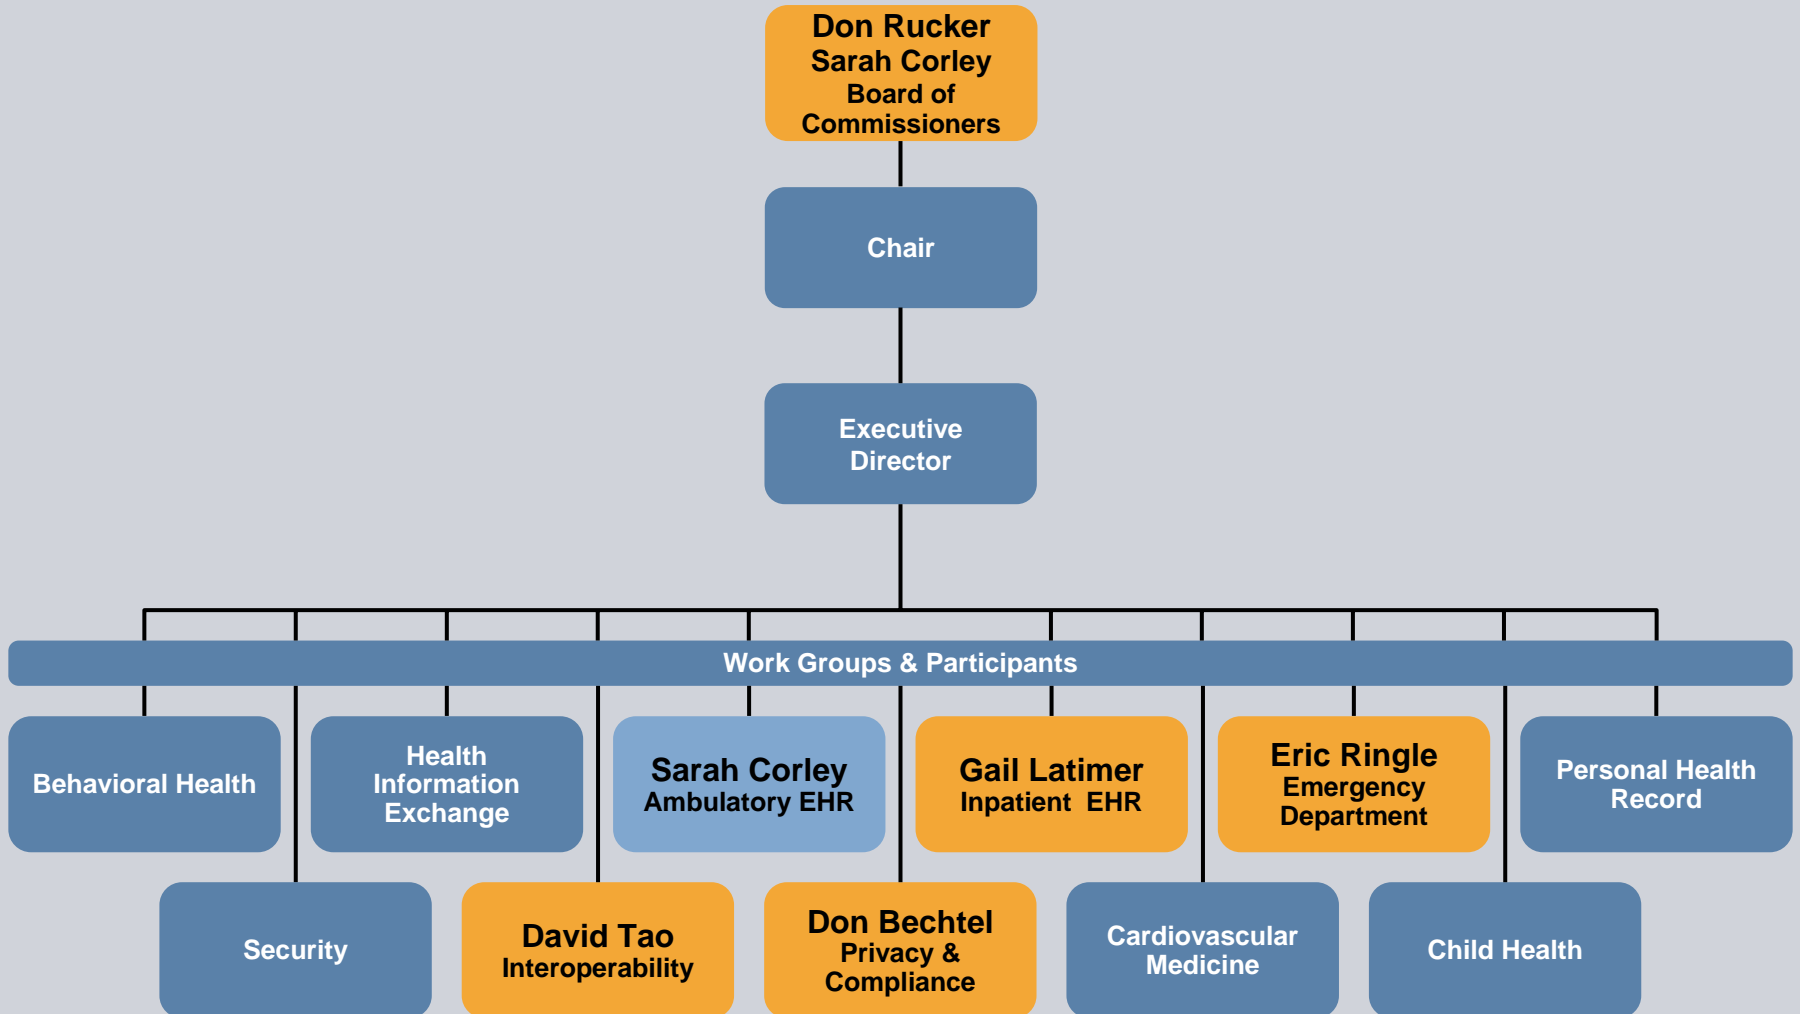 Don Rucker
Sarah Corley
Board of
Commissioners
Chair
Executive
Director
Work Groups & Participants
Behavioral Health
Health
Information
Exchange
Sarah Corley
Ambulatory EHR
Gail Latimer
Inpatient EHR
Eric Ringle
Emergency
Department
Personal Health
Record
Security
David Tao
Interoperability
Don Bechtel
Privacy &
Compliance
Cardiovascular
Medicine
Child Health